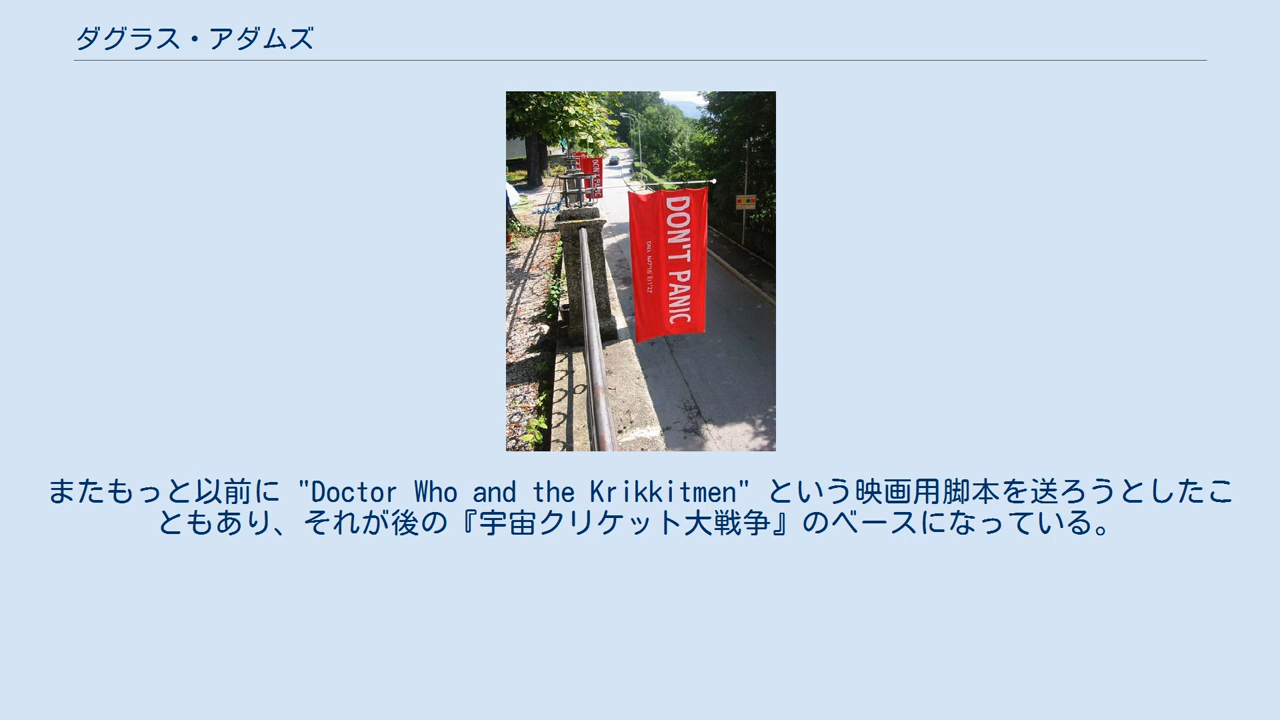 ダグラス・アダムズ
DON'T PANIC
DON'T PANIC
またもっと以前に "Doctor Who and the Krikkitmen" という映画用脚本を送ろうとしたこ
ともあり、それが後の『宇宙クリケット大戦争』のベースになっている。